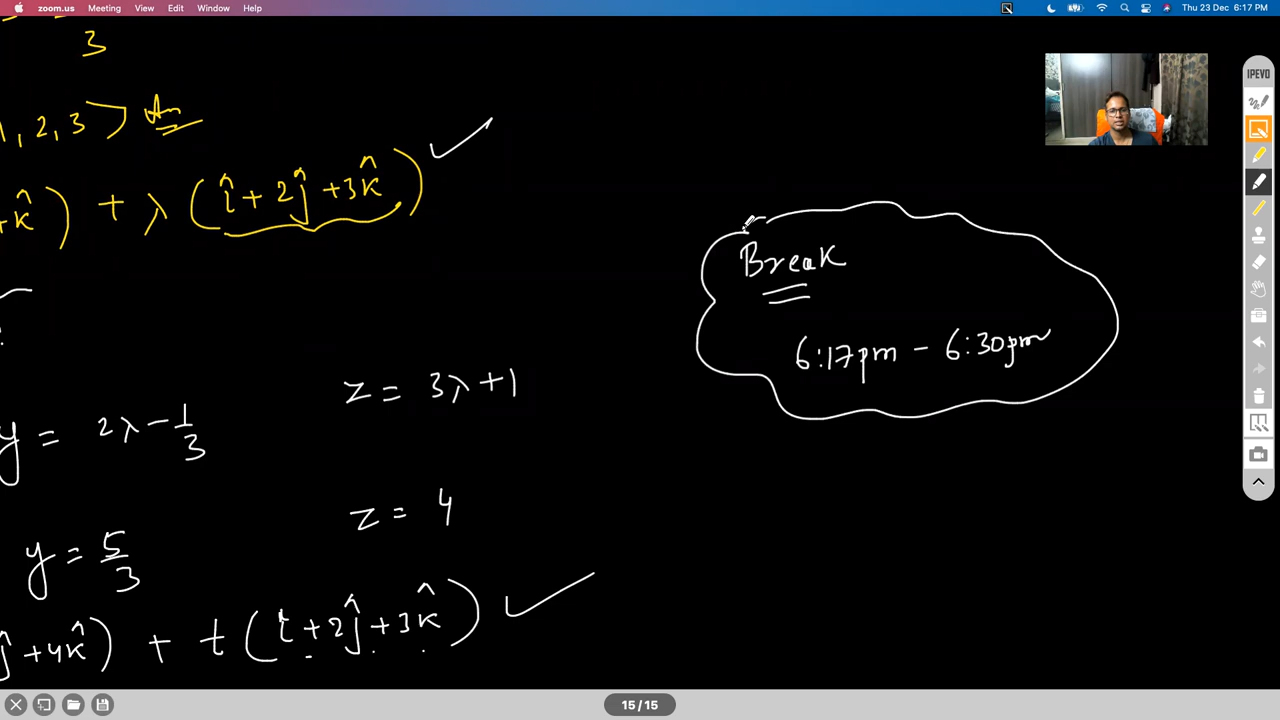 zoom.us Meeting View Edit Window Help Thu 23 Dec 6:17 PM
3
IPEVO
1, 2, 3 > Ans
+k̂) + λ (î + 2ĵ + 3k̂)
Break
6:17pm - 6:30pm
z = 3λ+1
y = 2λ - 1/3
z = 4
y = 5/3
ĵ + 4k̂) + t (î + 2ĵ + 3k̂)
15/15